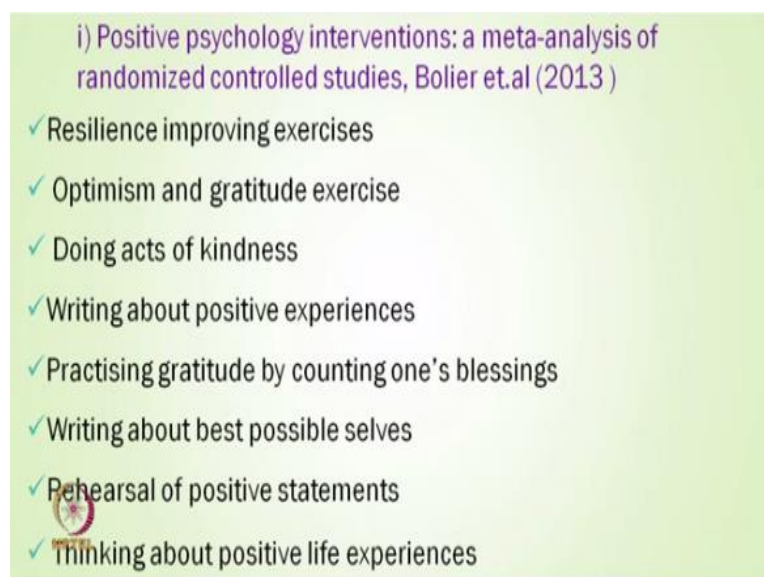 i) Positive psychology interventions: a meta-analysis of
randomized controlled studies, Bolier et.al (2013 )
✓Resilience improving exercises
✓ Optimism and gratitude exercise
✓ Doing acts of kindness
✓Writing about positive experiences
✓Practising gratitude by counting one's blessings
✓Writing about best possible selves
✓Rehearsal of positive statements
✓ Thinking about positive life experiences